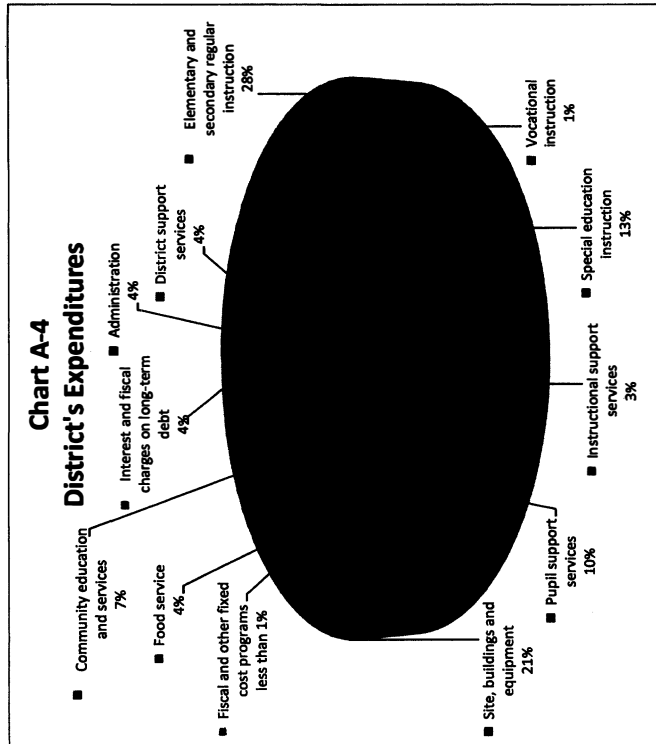 Chart A-4
District's Expenditures
■ Administration
4%
■ District support
services
4%
■ Elementary and
secondary regular
instruction
28%
■ Vocational
instruction
1%
■ Special education
instruction
13%
■ Instructional support
services
3%
■ Pupil support
services
10%
■ Site, buildings and
equipment
21%
■ Fiscal and other fixed
cost programs
less than 1%
■ Food service
4%
■ Community education
and services
7%
■ Interest and fiscal
charges on long-term
debt
4%